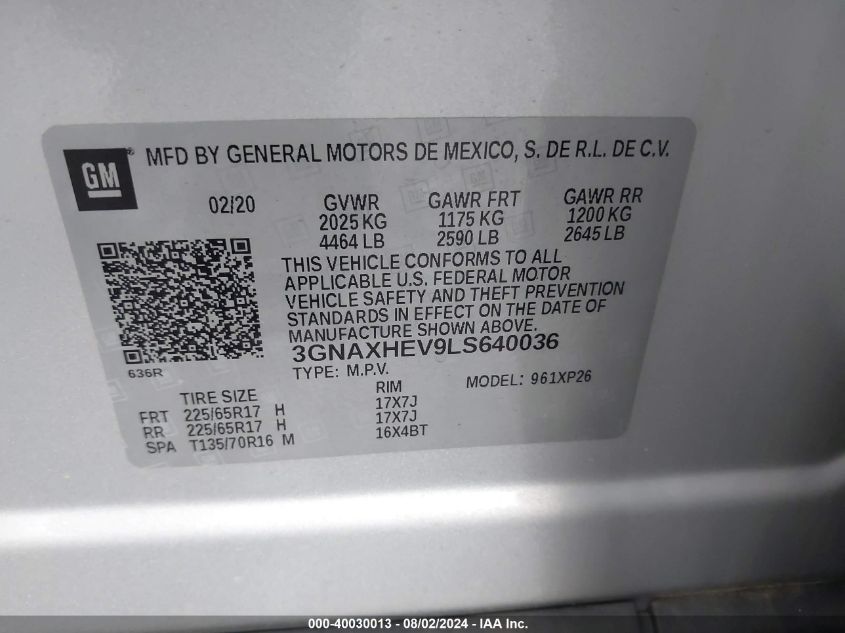 GM
MFD BY GENERAL MOTORS DE MEXICO, S. DE R.L. DE C.V.
02/20 GVWR GAWR FRT GAWR RR
2025 KG 1175 KG 1200 KG
4464 LB 2590 LB 2645 LB
THIS VEHICLE CONFORMS TO ALL
APPLICABLE U.S. FEDERAL MOTOR
VEHICLE SAFETY AND THEFT PREVENTION
STANDARDS IN EFFECT ON THE DATE OF
MANUFACTURE SHOWN ABOVE.
3GNAXHEV9LS640036
636R
TYPE: M.P.V. MODEL: 961XP26
TIRE SIZE RIM
FRT 225/65R17 H 17X7J
RR 225/65R17 H 17X7J
SPA T135/70R16 M 16X4BT
000-40030013 - 08/02/2024 - IAA Inc.